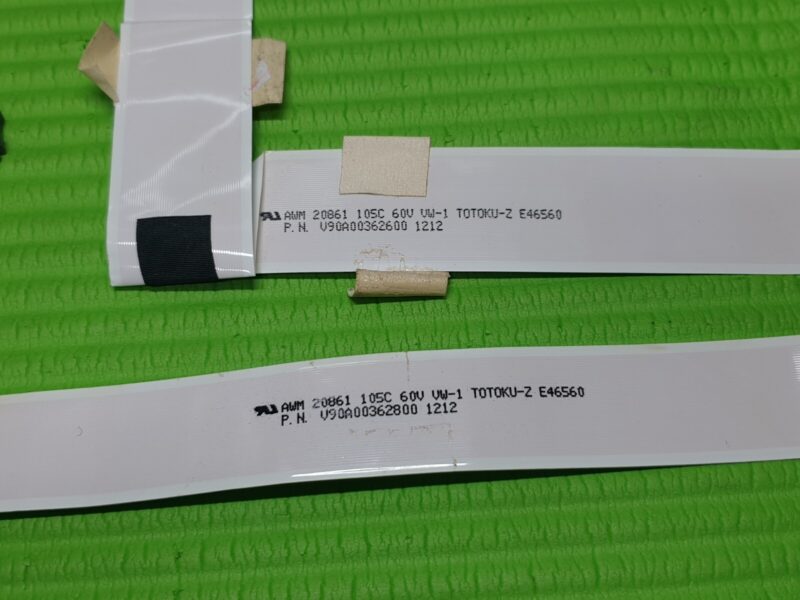 AWM 20861 105C 60V VW-1 TOTOKU-Z E46560
P.N. V90A00362600 1212
AWM 20861 105C 60V VW-1 TOTOKU-Z E46560
P.N. V90A00362800 1212